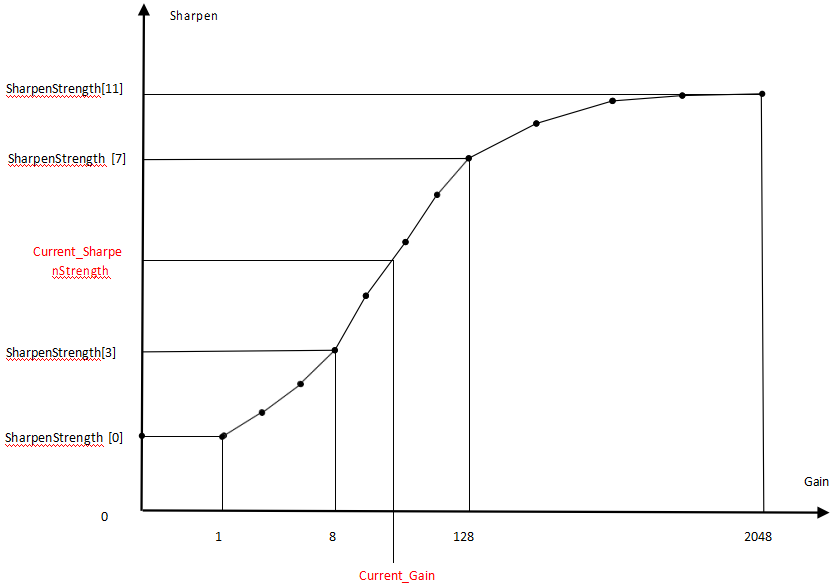 Sharpen
SharpenStrength[11]
SharpenStrength [7]
Current_Sharpe
nStrength
SharpenStrength[3]
SharpenStrength [0]
Gain
0
1 8 128 2048
Current_Gain